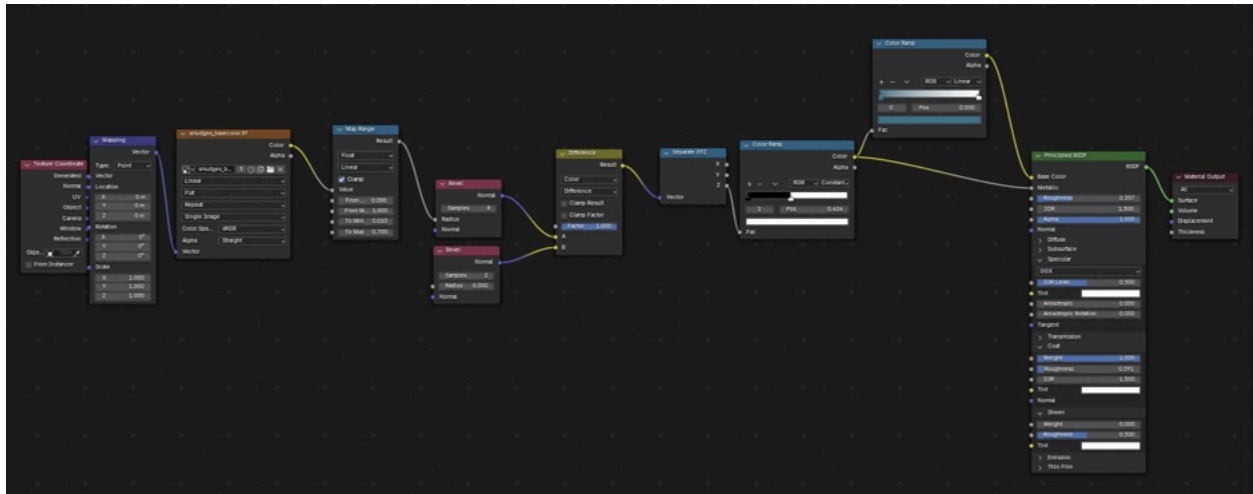 Texture Coordinate
Generated
Normal
UV
Object
Camera
Window
Reflection
Obje...
From Instancer
Mapping
Vector
Type: Point
Vector
Location
X 0 m
Y 0 m
Z 0 m
Rotation
X 0°
Y 0°
Z 0°
Scale
X 1.000
Y 1.000
Z 1.000
smudges_basecolor.tif
Color
Alpha
smudges_b...
Linear
Flat
Repeat
Single Image
Color Spa... sRGB
Alpha Straight
Vector
Map Range
Result
Float
Linear
Clamp
Value
From ... 0.000
From M... 1.000
To Min 0.010
To Max 0.700
Bevel
Normal
Samples
Radius
Normal
Bevel
Normal
Samples 2
Radius 0.000
Normal
Difference
Result
Color
Difference
Clamp Result
Clamp Factor
Factor 1.000
A
B
Separate XYZ
X
Y
Z
Vector
Color Ramp
Color
Alpha
RGB Constant
1 Pos 0.434
Fac
Color Ramp
Color
Alpha
RGB Linear
0 Pos 0.000
Fac
Principled BSDF
BSDF
Base Color
Metallic
Roughness
IOR 1.500
Alpha 1.000
Normal
Diffuse
Subsurface
Specular
GGX
IOR Level 0.500
Tint
Anisotropic 0.000
Anisotropic Rotation 0.000
Tangent
Transmission
Coat
Weight 1.000
Roughness 0.091
IOR 1.500
Tint
Normal
Sheen
Weight 0.000
Roughness 0.500
Tint
Emission
Thin Film
Material Output
All
Surface
Volume
Displacement
Thickness